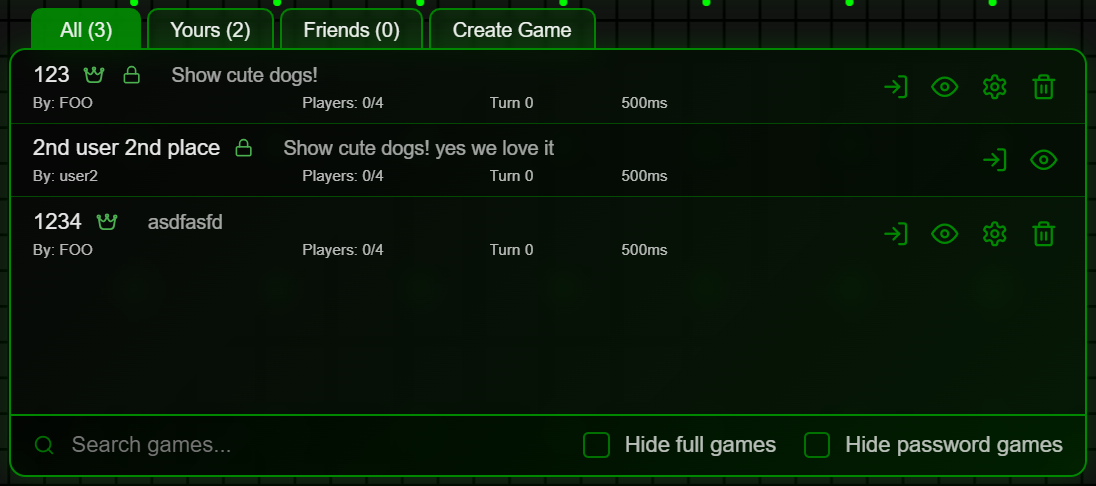 All (3) Yours (2) Friends (0) Create Game
123 Show cute dogs!
By: FOO Players: 0/4 Turn 0 500ms
2nd user 2nd place Show cute dogs! yes we love it
By: user2 Players: 0/4 Turn 0 500ms
1234 asdfasfd
By: FOO Players: 0/4 Turn 0 500ms
Search games... Hide full games Hide password games